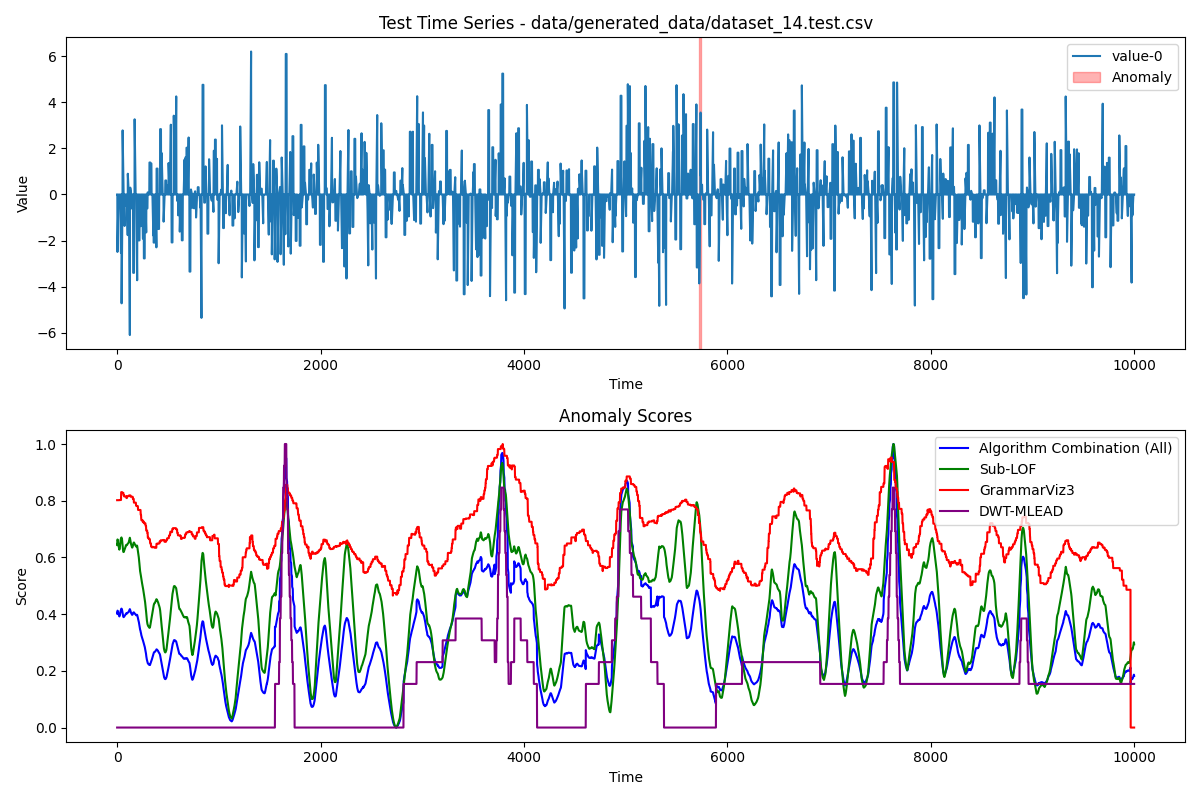 Test Time Series - data/generated_data/dataset_14.test.csv
6
4
2
0
−2
−4
−6
Value
value-0
Anomaly
0
2000
4000
6000
8000
10000
Time
Anomaly Scores
1.0
0.8
0.6
0.4
0.2
0.0
Score
Algorithm Combination (All)
Sub-LOF
GrammarViz3
DWT-MLEAD
0
2000
4000
6000
8000
10000
Time